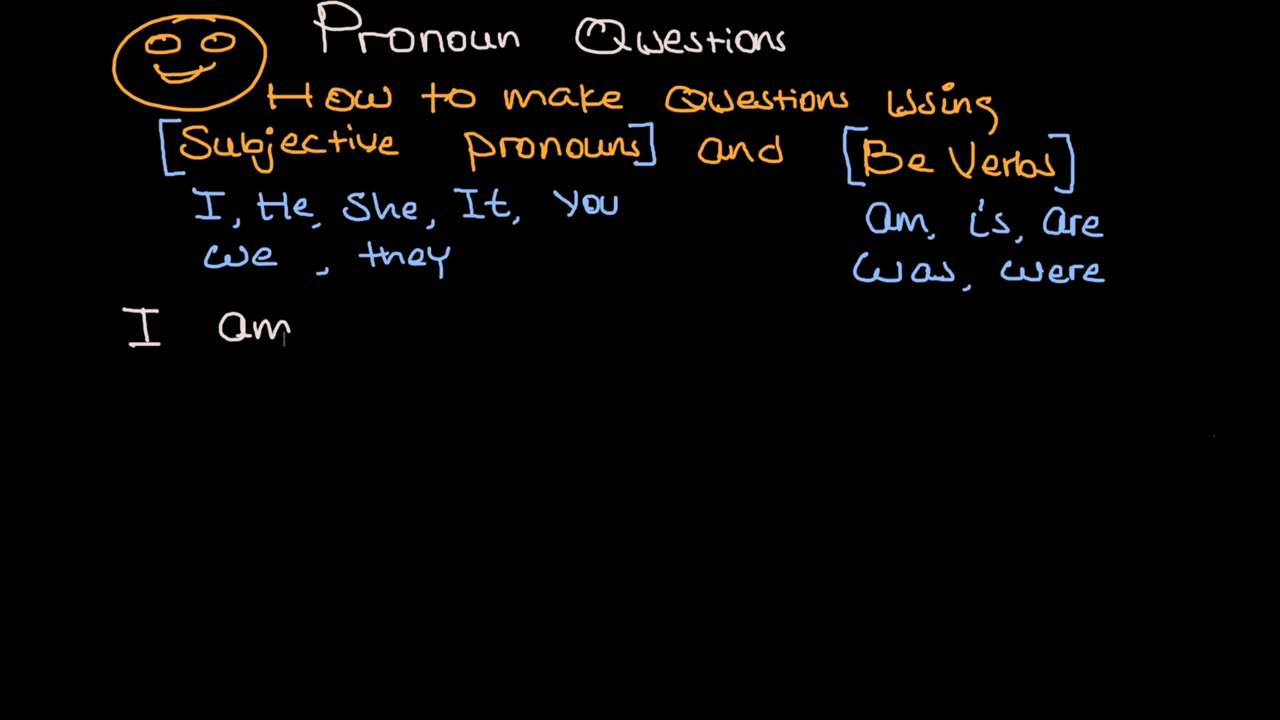 Pronoun Questions
How to make Questions Using
[Subjective pronouns] and [Be Verbs]
I, He, She, It, you
am, is, are
we, they
was, were
I am